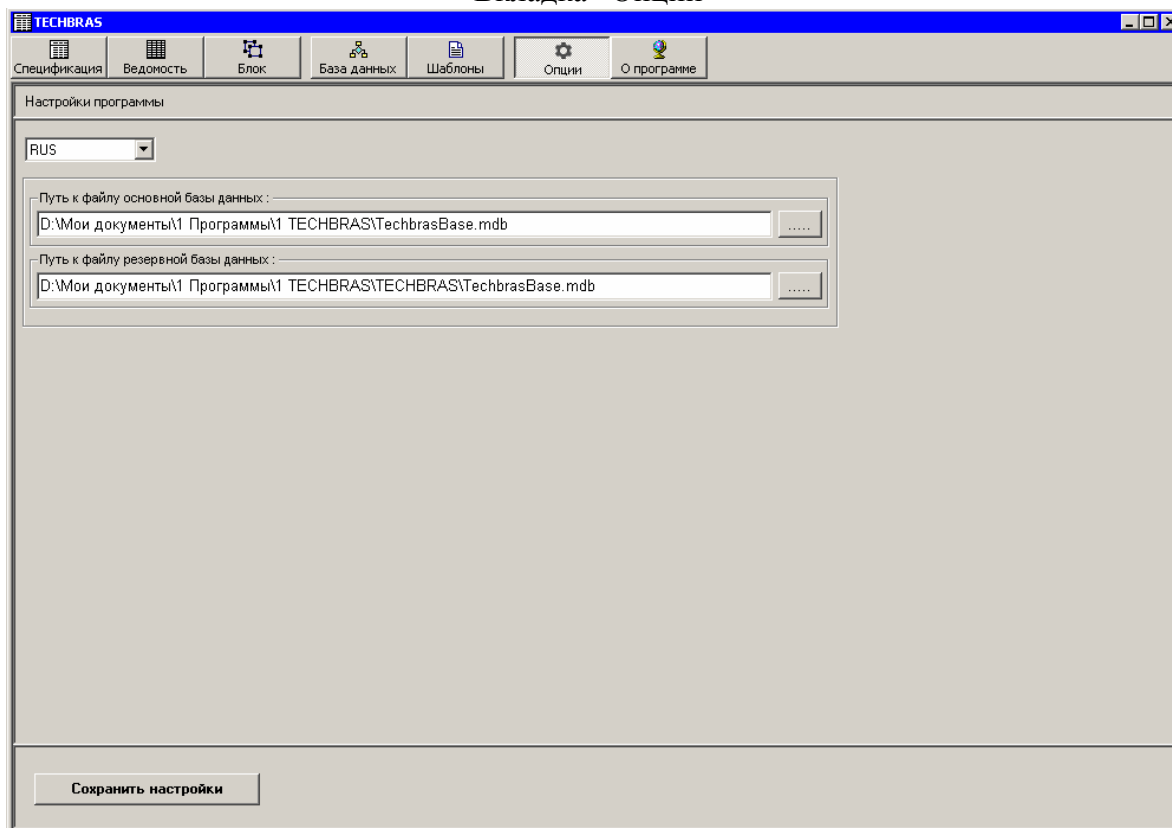 TECHBRAS
Спецификация Ведомость Блок База данных Шаблоны Опции О программе
Настройки программы
RUS
Путь к файлу основной базы данных :
D:\Мои документы\1 Программы\1 TECHBRAS\TechbrasBase.mdb .....
Путь к файлу резервной базы данных :
D:\Мои документы\1 Программы\1 TECHBRAS\TECHBRAS\TechbrasBase.mdb .....
Сохранить настройки